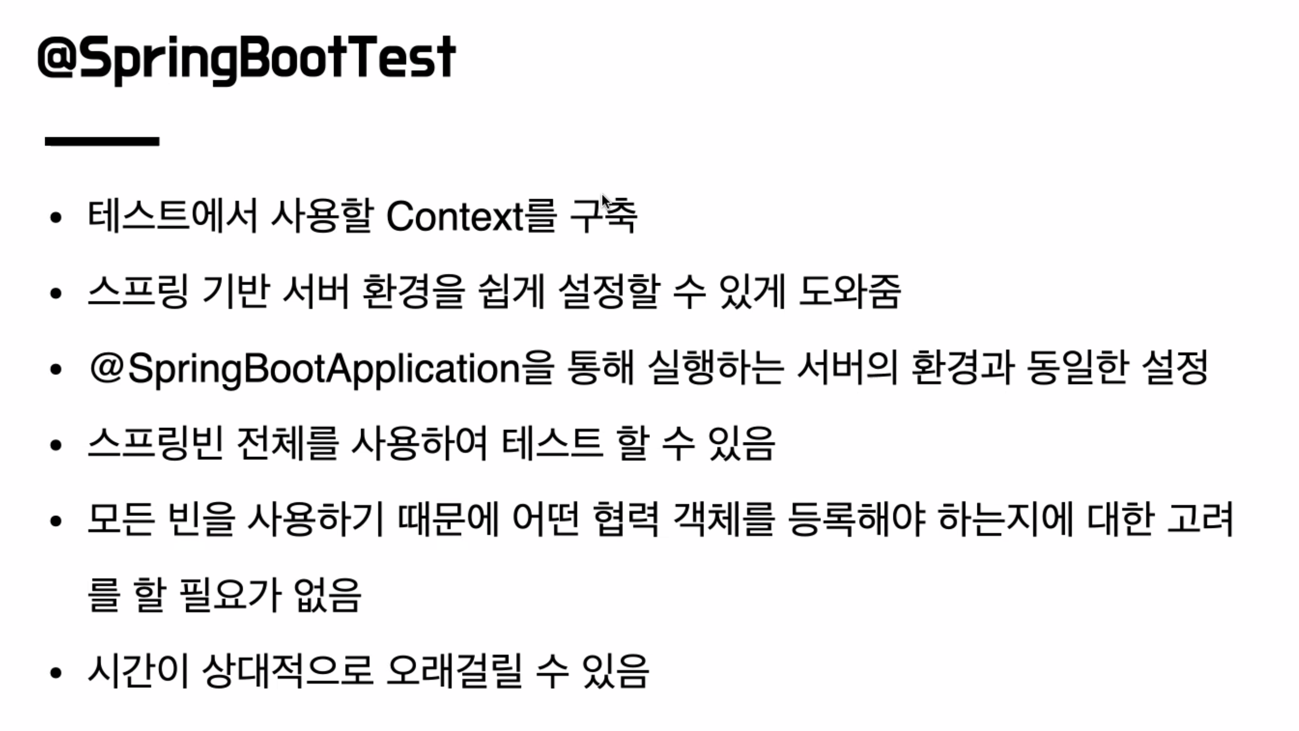 @SpringBootTest
• 테스트에서 사용할 Context를 구축
• 스프링 기반 서버 환경을 쉽게 설정할 수 있게 도와줌
• @SpringBootApplication을 통해 실행하는 서버의 환경과 동일한 설정
• 스프링빈 전체를 사용하여 테스트 할 수 있음
• 모든 빈을 사용하기 때문에 어떤 협력 객체를 등록해야 하는지에 대한 고려
를 할 필요가 없음
• 시간이 상대적으로 오래걸릴 수 있음